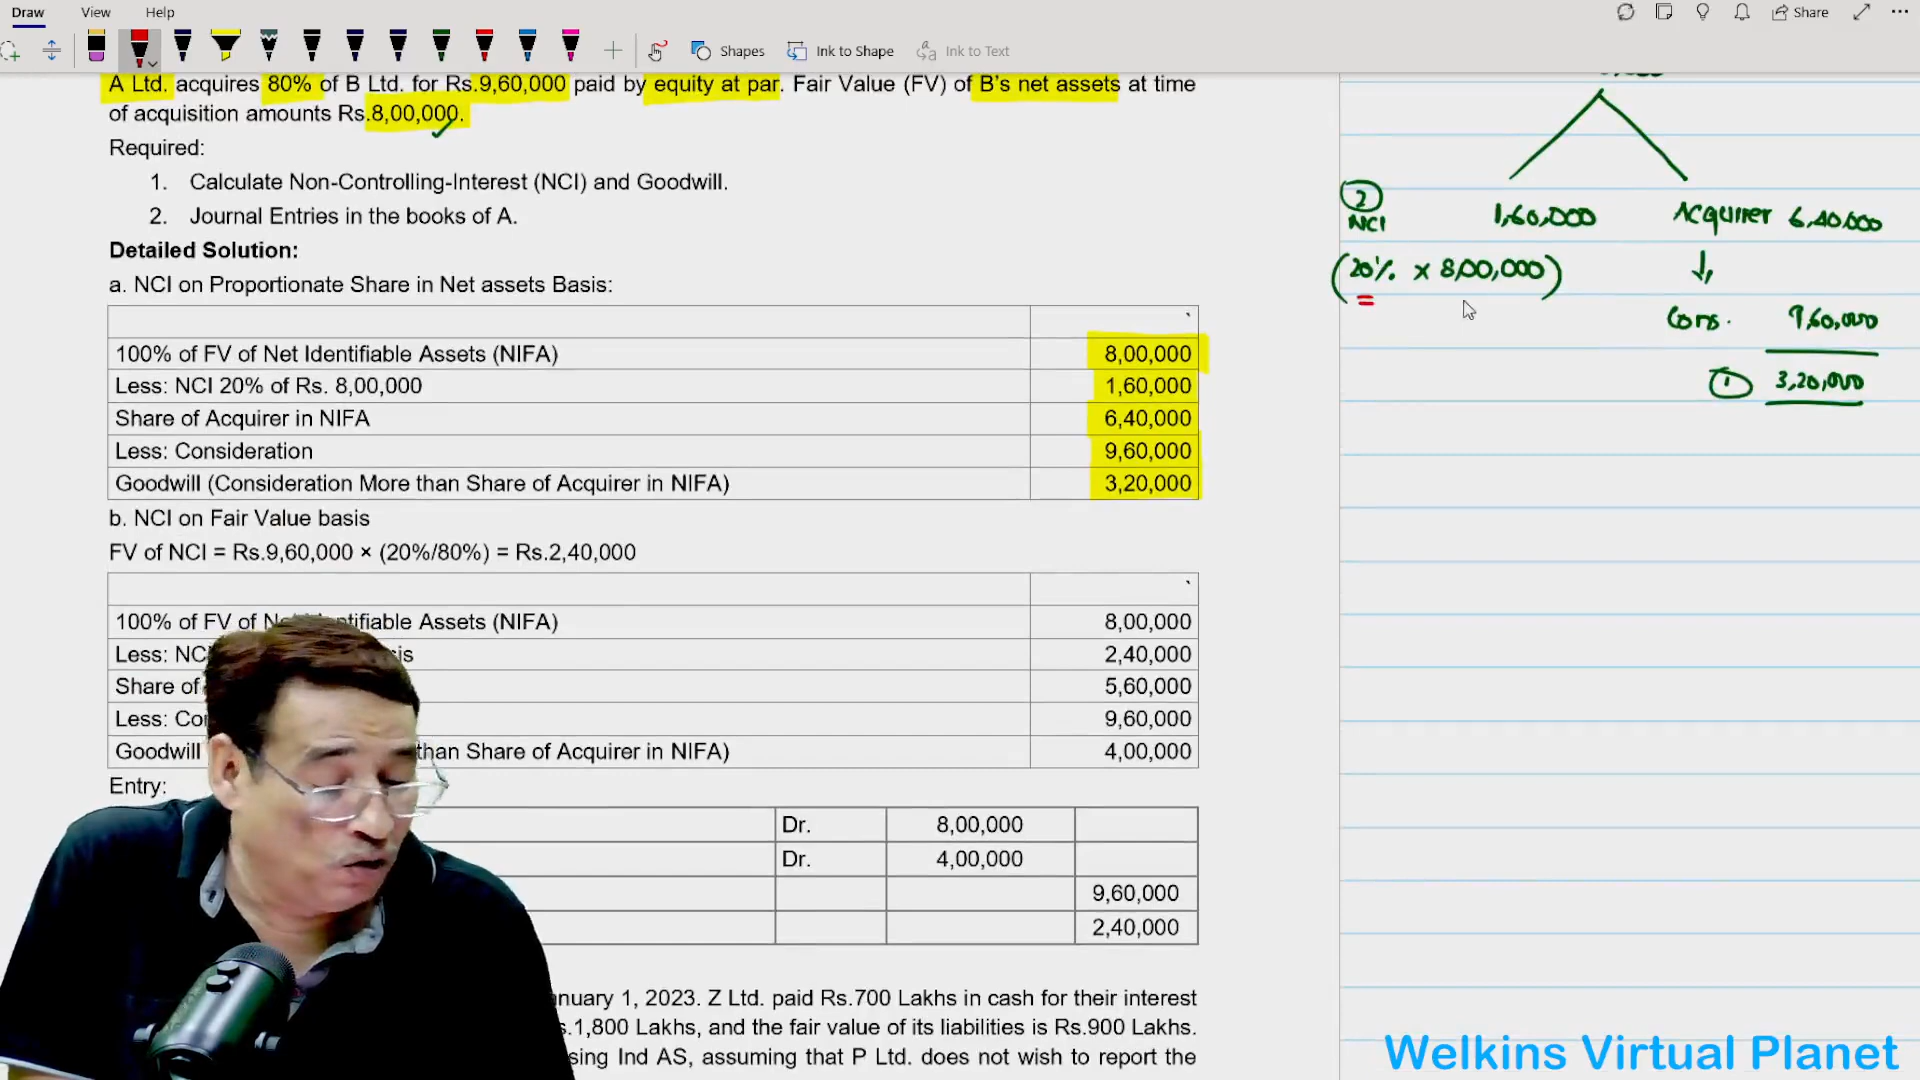 Draw View Help
Share
Shapes Ink to Shape Ink to Text
A Ltd. acquires 80% of B Ltd. for Rs.9,60,000 paid by equity at par. Fair Value (FV) of B's net assets at time
of acquisition amounts Rs.8,00,000.
Required:
1. Calculate Non-Controlling-Interest (NCI) and Goodwill.
2. Journal Entries in the books of A.
Detailed Solution:
a. NCI on Proportionate Share in Net assets Basis:
`
100% of FV of Net Identifiable Assets (NIFA) 8,00,000
Less: NCI 20% of Rs. 8,00,000 1,60,000
Share of Acquirer in NIFA 6,40,000
Less: Consideration 9,60,000
Goodwill (Consideration More than Share of Acquirer in NIFA) 3,20,000
b. NCI on Fair Value basis
FV of NCI = Rs.9,60,000 × (20%/80%) = Rs.2,40,000
`
100% of FV of Net Identifiable Assets (NIFA) 8,00,000
Less: NCI 2,40,000
Share of 5,60,000
Less: 9,60,000
Goodwill than Share of Acquirer in NIFA) 4,00,000
Entry:
Dr. 8,00,000
Dr. 4,00,000
9,60,000
2,40,000
1, 2023. Z Ltd. paid Rs.700 Lakhs in cash for their interest
1,800 Lakhs, and the fair value of its liabilities is Rs.900 Lakhs.
Ind AS, assuming that P Ltd. does not wish to report the
2
NCI 1,60,000 Acquirer 6,40,000
(20% × 8,00,000)
Cons. 9,60,000
1 3,20,000
Welkins Virtual Planet